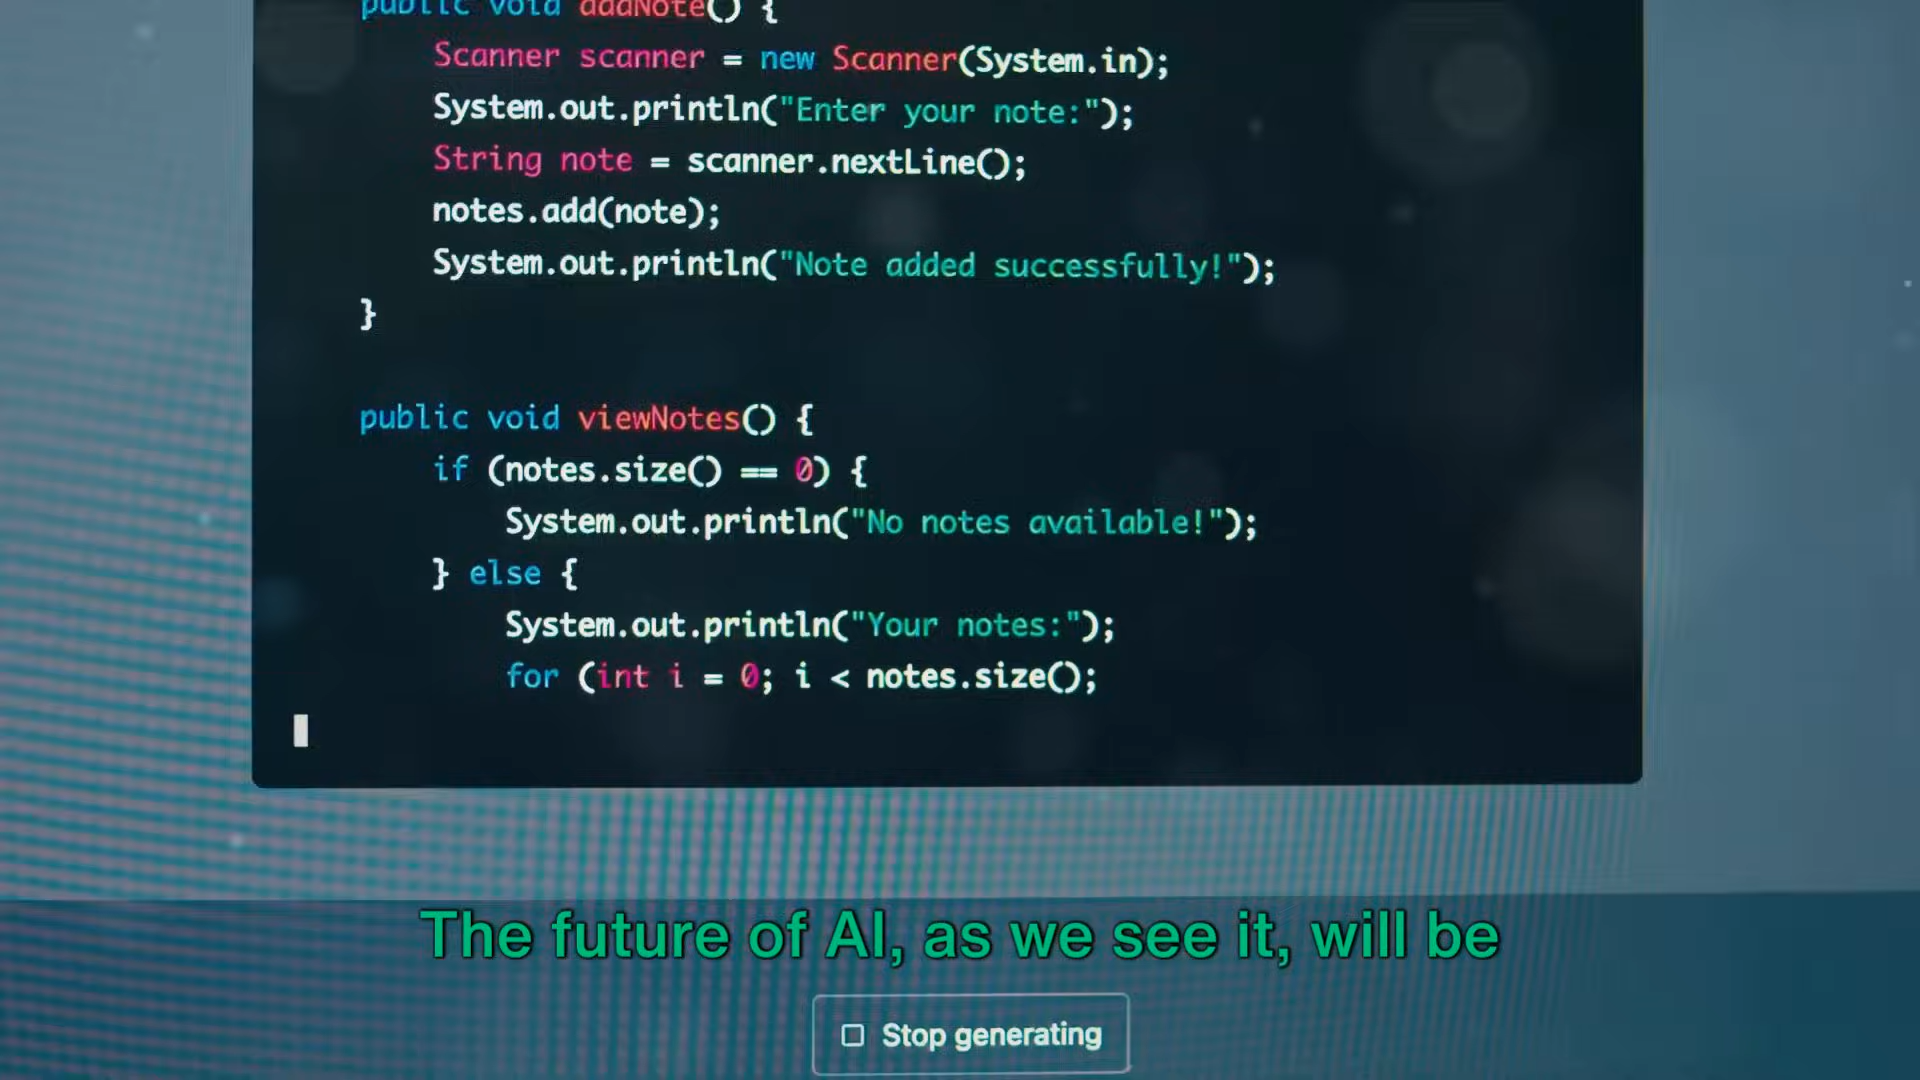 public void addNote() {
Scanner scanner = new Scanner(System.in);
System.out.println("Enter your note:");
String note = scanner.nextLine();
notes.add(note);
System.out.println("Note added successfully!");
}
public void viewNotes() {
if (notes.size() == 0) {
System.out.println("No notes available!");
} else {
System.out.println("Your notes:");
for (int i = 0; i < notes.size();
The future of AI, as we see it, will be
Stop generating